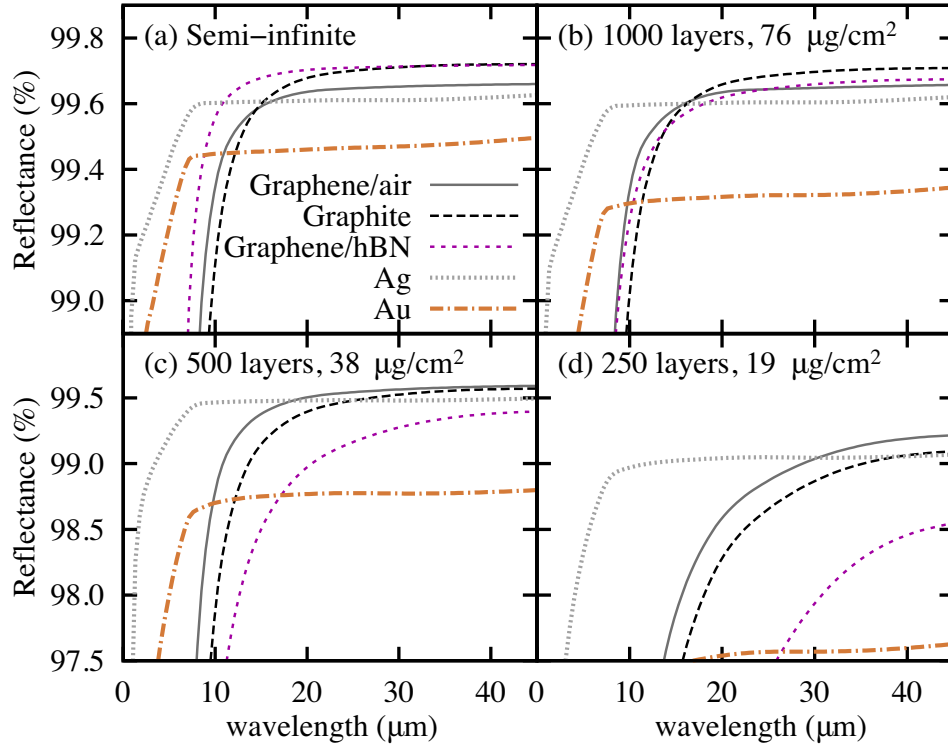 (a) Semi-infinite
(b) 1000 layers, 76 μg/cm²
99.8
99.6
99.4
99.2
99.0
Reflectance (%)
Graphene/air
Graphite
Graphene/hBN
Ag
Au
(c) 500 layers, 38 μg/cm²
(d) 250 layers, 19 μg/cm²
99.5
99.0
98.5
98.0
97.5
Reflectance (%)
0 10 20 30 40 0 10 20 30 40
wavelength (μm) wavelength (μm)